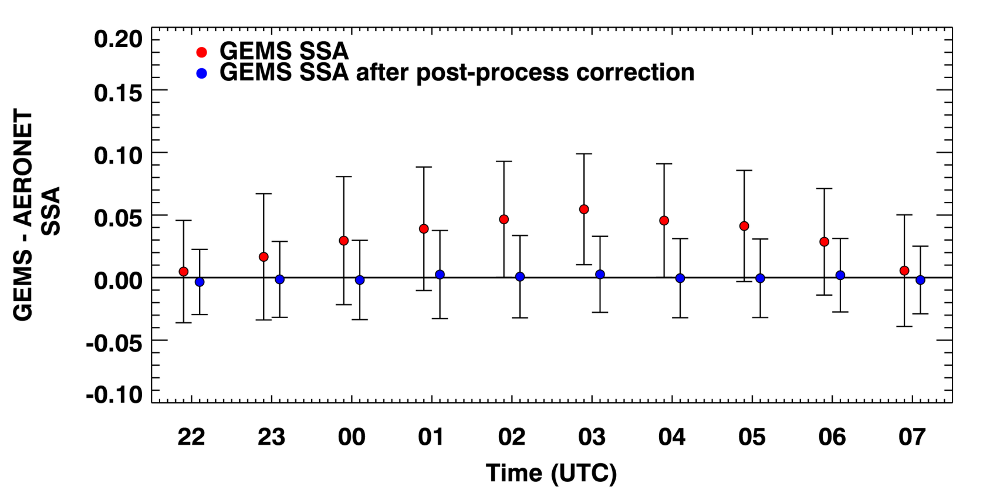 GEMS SSA
GEMS SSA after post-process correction
GEMS - AERONET
SSA
0.20
0.15
0.10
0.05
0.00
-0.05
-0.10
22 23 00 01 02 03 04 05 06 07
Time (UTC)